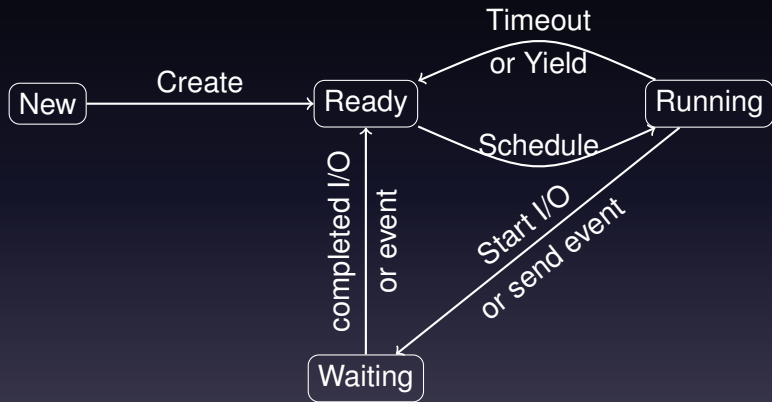 Timeout
or Yield
Create
New
Ready
Running
Schedule
completed I/O
or event
Start I/O
or send event
Waiting